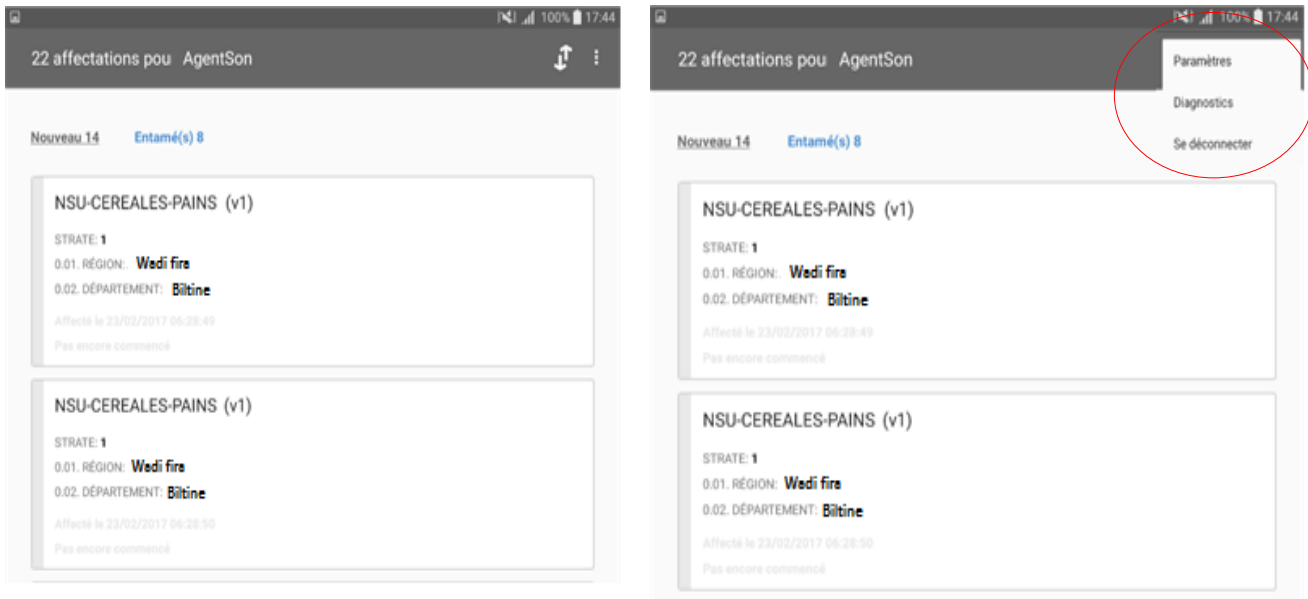 100% 17:44
22 affectations pou AgentSon
Nouveau 14 Entamé(s) 8
NSU-CEREALES-PAINS (v1)
STRATE: 1
0.01. RÉGION:. Wadi fira
0.02. DÉPARTEMENT: Biltine
Affecté le 23/02/2017 06:28:49
Pas encore commencé
NSU-CEREALES-PAINS (v1)
STRATE: 1
0.01. RÉGION: Wadi fira
0.02. DÉPARTEMENT: Biltine
Affecté le 23/02/2017 06:28:50
Pas encore commencé
100% 17:44
22 affectations pou AgentSon
Paramètres
Diagnostics
Se déconnecter
Nouveau 14 Entamé(s) 8
NSU-CEREALES-PAINS (v1)
STRATE: 1
0.01. RÉGION:. Wadi fira
0.02. DÉPARTEMENT: Biltine
Affecté le 23/02/2017 06:28:49
Pas encore commencé
NSU-CEREALES-PAINS (v1)
STRATE: 1
0.01. RÉGION: Wadi fira
0.02. DÉPARTEMENT: Biltine
Affecté le 23/02/2017 06:28:50
Pas encore commencé